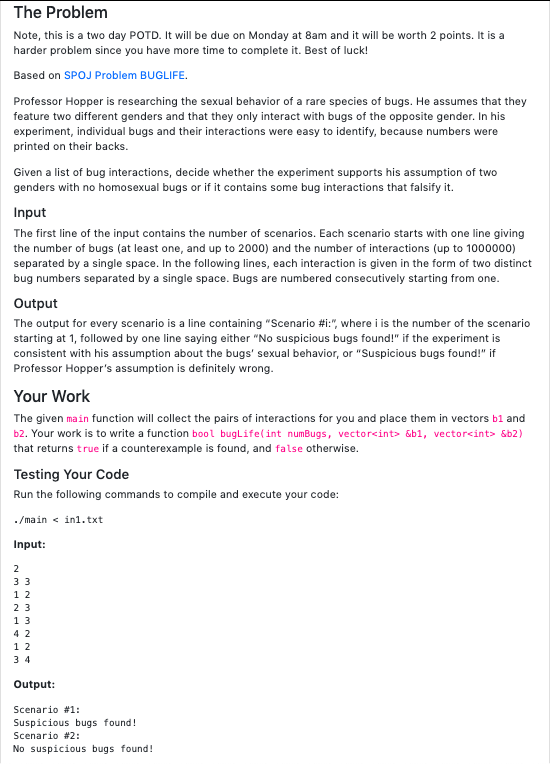 The Problem
Note, this is a two day POTD. It will be due on Monday at 8am and it will be worth 2 points. It is a
harder problem since you have more time to complete it. Best of luck!
Based on SPOJ Problem BUGLIFE.
Professor Hopper is researching the sexual behavior of a rare species of bugs. He assumes that they
feature two different genders and that they only interact with bugs of the opposite gender. In his
experiment, individual bugs and their interactions were easy to identify, because numbers were
printed on their backs.
Given a list of bug interactions, decide whether the experiment supports his assumption of two
genders with no homosexual bugs or if it contains some bug interactions that falsify it.
Input
The first line of the input contains the number of scenarios. Each scenario starts with one line giving
the number of bugs (at least one, and up to 2000) and the number of interactions (up to 1000000)
separated by a single space. In the following lines, each interaction is given in the form of two distinct
bug numbers separated by a single space. Bugs are numbered consecutively starting from one.
Output
The output for every scenario is a line containing “Scenario #i:”, where i is the number of the scenario
starting at 1, followed by one line saying either “No suspicious bugs found!” if the experiment is
consistent with his assumption about the bugs’ sexual behavior, or “Suspicious bugs found!” if
Professor Hopper’s assumption is definitely wrong.
Your Work
The given main function will collect the pairs of interactions for you and place them in vectors b1 and
b2. Your work is to write a function bool bugLife(int numBugs, vector<int> &b1, vector<int> &b2)
that returns true if a counterexample is found, and false otherwise.
Testing Your Code
Run the following commands to compile and execute your code:
./main < in1.txt
Input:
2
3 3
1 2
2 3
1 3
4 2
1 2
3 4
Output:
Scenario #1:
Suspicious bugs found!
Scenario #2:
No suspicious bugs found!